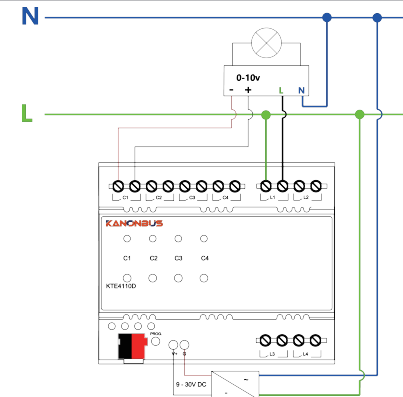 N
0-10v
- + L N
L
C1 C2 C3 C4 L1 L2
KANONBUS
C1 C2 C3 C4
KTE4110D
PROG.
L3 L4
9 - 30V DC